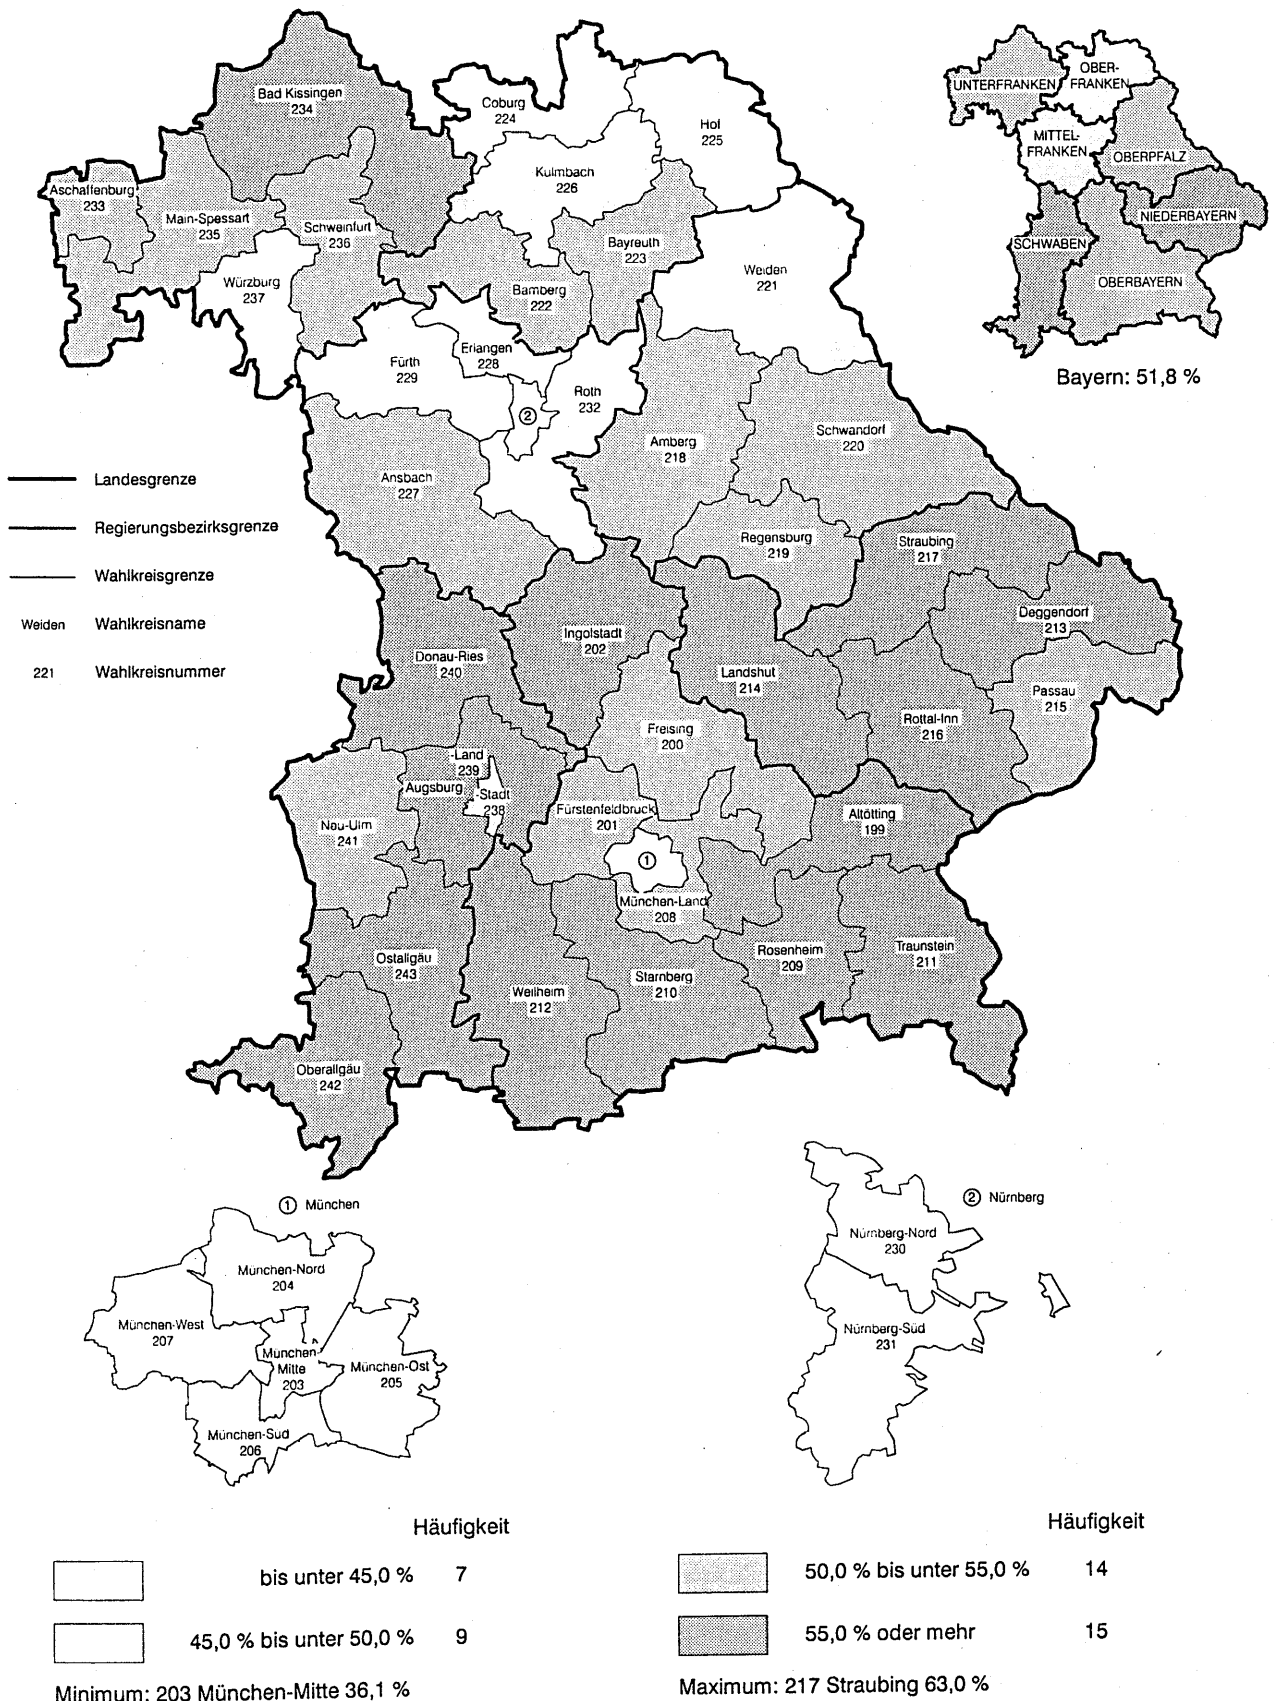 Bad Kissingen
234
Coburg
224
Hof
225
Kulmbach
226
Aschaffenburg
233
Main-Spessart
235
Schweinfurt
236
Bayreuth
223
Würzburg
237
Bamberg
222
Weiden
221
Erlangen
228
Fürth
229
Roth
232
②
Amberg
218
Schwandorf
220
Ansbach
227
Regensburg
219
Straubing
217
Deggendorf
213
Ingolstadt
202
Donau-Ries
240
Landshut
214
Passau
215
Rottal-Inn
216
Freising
200
-Land
239
Augsburg
-Stadt
238
Fürstenfeldbruck
201
Altötting
199
Neu-Ulm
241
①
München-Land
208
Ostallgäu
243
Rosenheim
209
Traunstein
211
Starnberg
210
Weilheim
212
Oberallgäu
242
UNTERFRANKEN
OBER-
FRANKEN
MITTEL-
FRANKEN
OBERPFALZ
NIEDERBAYERN
SCHWABEN
OBERBAYERN
Bayern: 51,8 %
Landesgrenze
Regierungsbezirksgrenze
Wahlkreisgrenze
Weiden Wahlkreisname
221 Wahlkreisnummer
① München
München-Nord
204
München-West
207
München-
Mitte
203
München-Ost
205
München-Süd
206
② Nürnberg
Nürnberg-Nord
230
Nürnberg-Süd
231
Häufigkeit
bis unter 45,0 % 7
45,0 % bis unter 50,0 % 9
Minimum: 203 München-Mitte 36,1 %
Häufigkeit
50,0 % bis unter 55,0 % 14
55,0 % oder mehr 15
Maximum: 217 Straubing 63,0 %